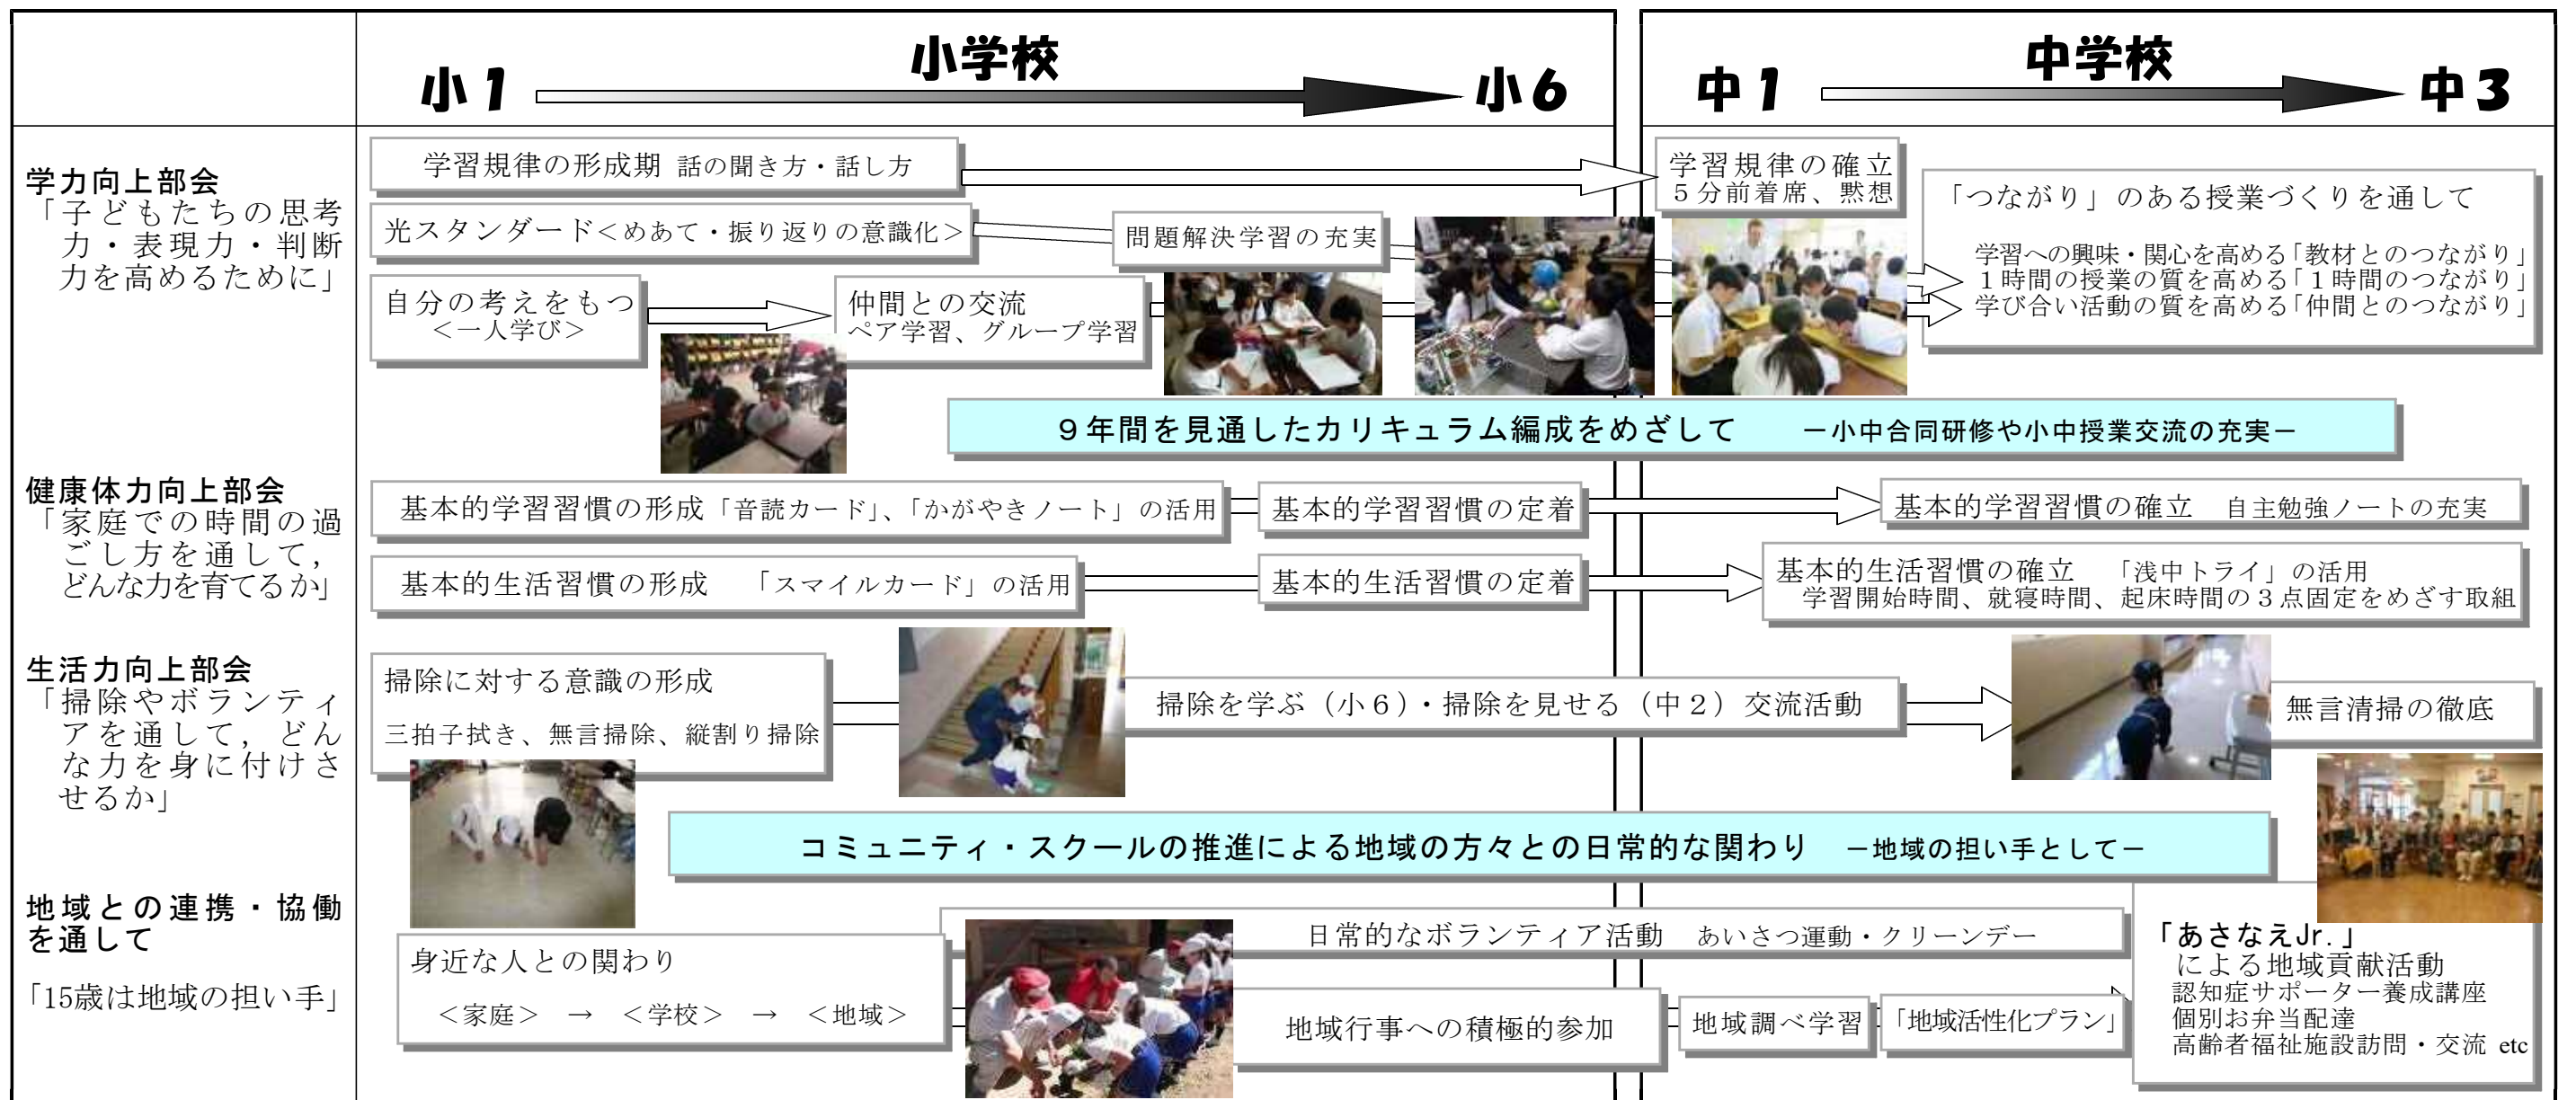 小学校
小1
小6
中学校
中1
中3
学力向上部会
「子どもたちの思考
力・表現力・判断
力を高めるために」
学習規律の形成期 話の聞き方・話し方
学習規律の確立
5分前着席、黙想
光スタンダード＜めあて・振り返りの意識化＞
問題解決学習の充実
自分の考えをもつ
＜一人学び＞
仲間との交流
ペア学習、グループ学習
「つながり」のある授業づくりを通して
学習への興味・関心を高める「教材とのつながり」
１時間の授業の質を高める「１時間のつながり」
学び合い活動の質を高める「仲間とのつながり」
９年間を見通したカリキュラム編成をめざして　－小中合同研修や小中授業交流の充実－
健康体力向上部会
「家庭での時間の過
ごし方を通して，
どんな力を育てるか」
基本的学習習慣の形成「音読カード」、「かがやきノート」の活用
基本的学習習慣の定着
基本的学習習慣の確立　自主勉強ノートの充実
基本的生活習慣の形成　「スマイルカード」の活用
基本的生活習慣の定着
基本的生活習慣の確立　「浅中トライ」の活用
学習開始時間、就寝時間、起床時間の３点固定をめざす取組
生活力向上部会
「掃除やボランティ
アを通して，どん
な力を身に付けさ
せるか」
掃除に対する意識の形成
三拍子拭き、無言掃除、縦割り掃除
掃除を学ぶ（小６）・掃除を見せる（中２）交流活動
無言清掃の徹底
コミュニティ・スクールの推進による地域の方々との日常的な関わり　－地域の担い手として－
地域との連携・協働
を通して
「15歳は地域の担い手」
身近な人との関わり
＜家庭＞　→　＜学校＞　→　＜地域＞
日常的なボランティア活動　あいさつ運動・クリーンデー
地域行事への積極的参加
地域調べ学習
「地域活性化プラン」
「あさなえJr.」
による地域貢献活動
認知症サポーター養成講座
個別お弁当配達
高齢者福祉施設訪問・交流 etc